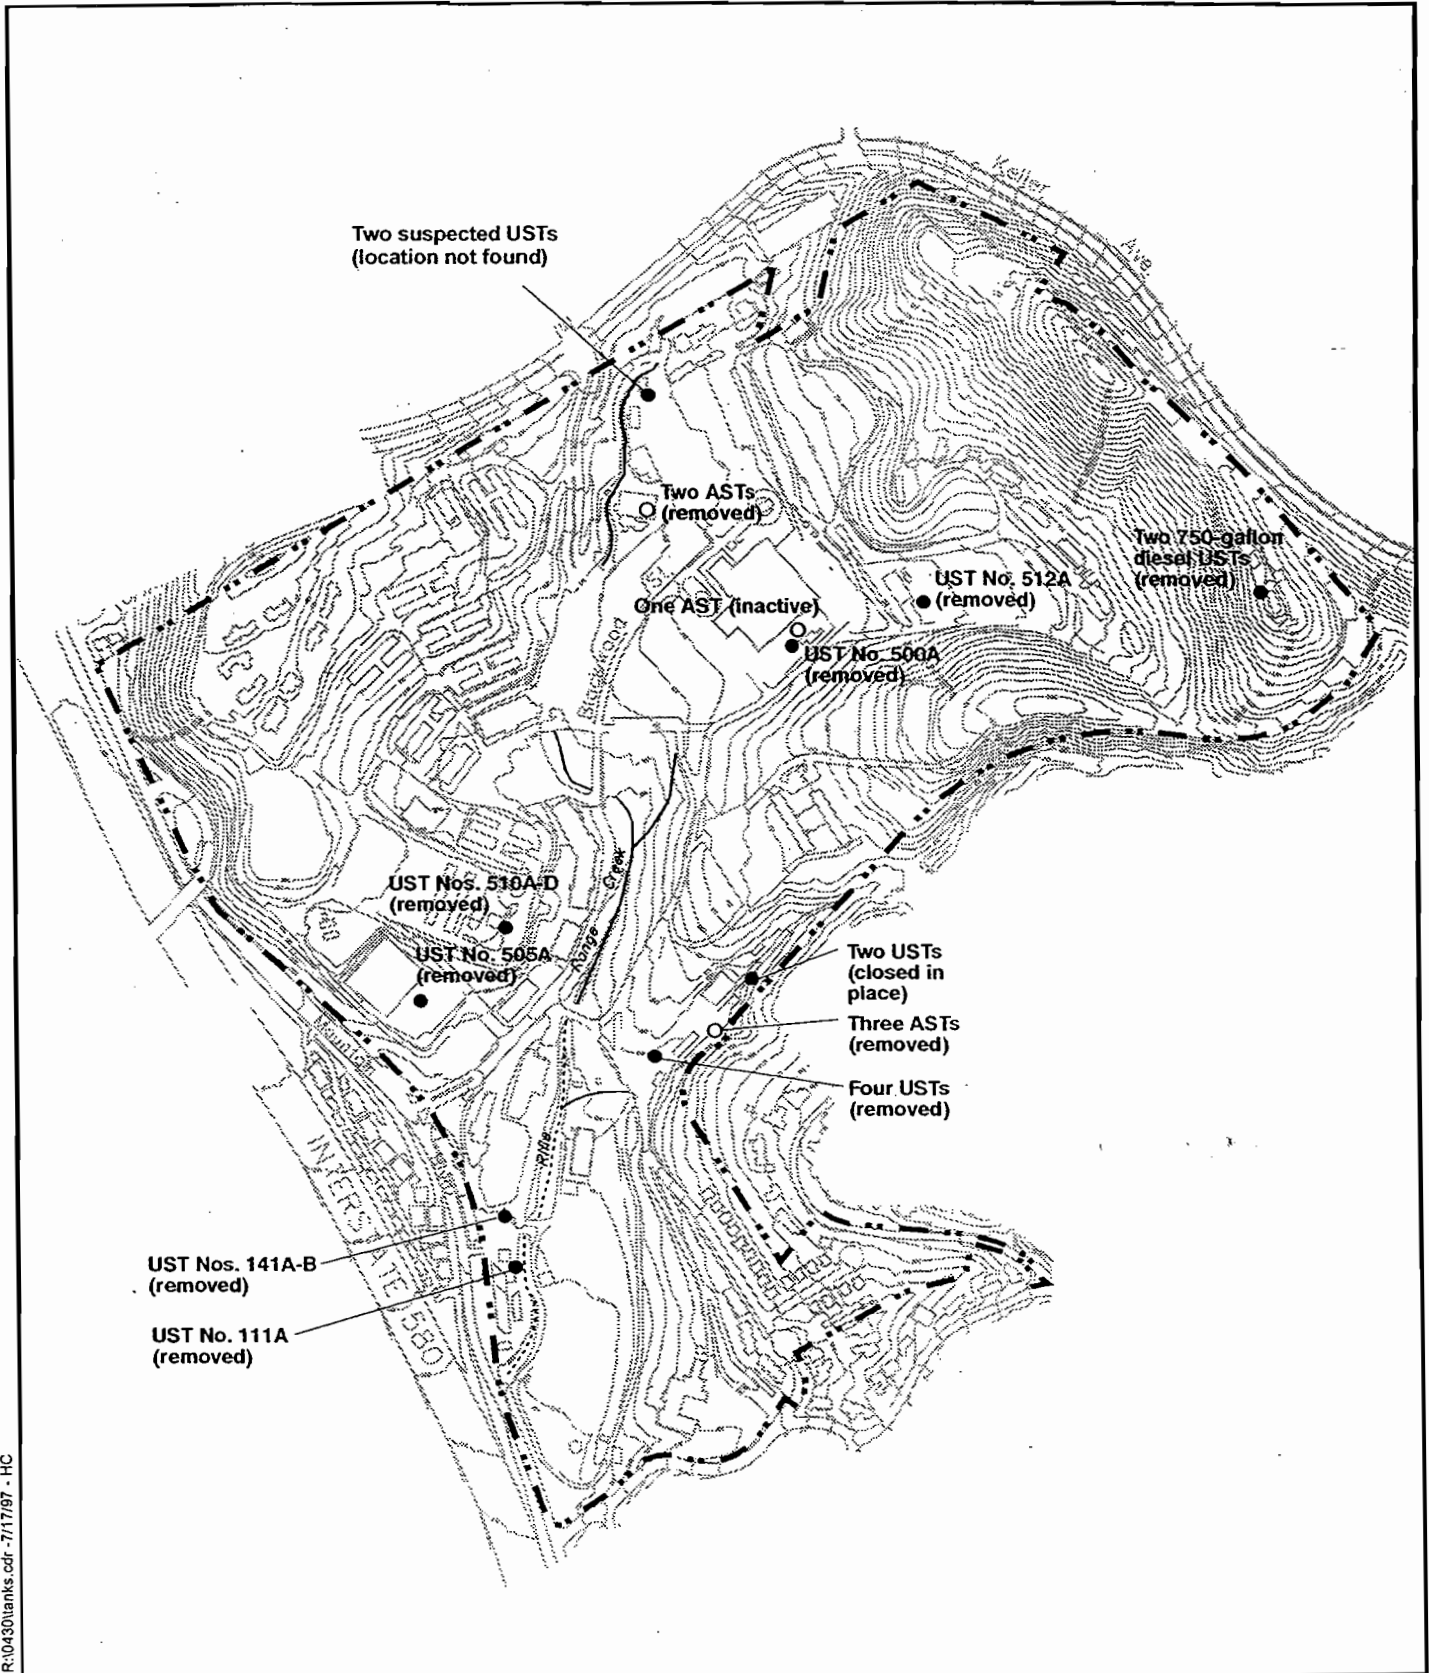 Keller
Ave.
Two suspected USTs
(location not found)
Two ASTs
(removed)
Two 750-gallon
diesel USTs
(removed)
UST No. 512A
(removed)
One AST (inactive)
UST No. 500A
(removed)
Creek
UST Nos. 510A-D
(removed)
Range
UST No. 505A
(removed)
Two USTs
(closed in
place)
Three ASTs
(removed)
Four USTs
(removed)
Rifle
INTERSTATE 580
UST Nos. 141A-B
(removed)
UST No. 111A
(removed)
R:\0430\tanks.cdr -7/17/97 - HC